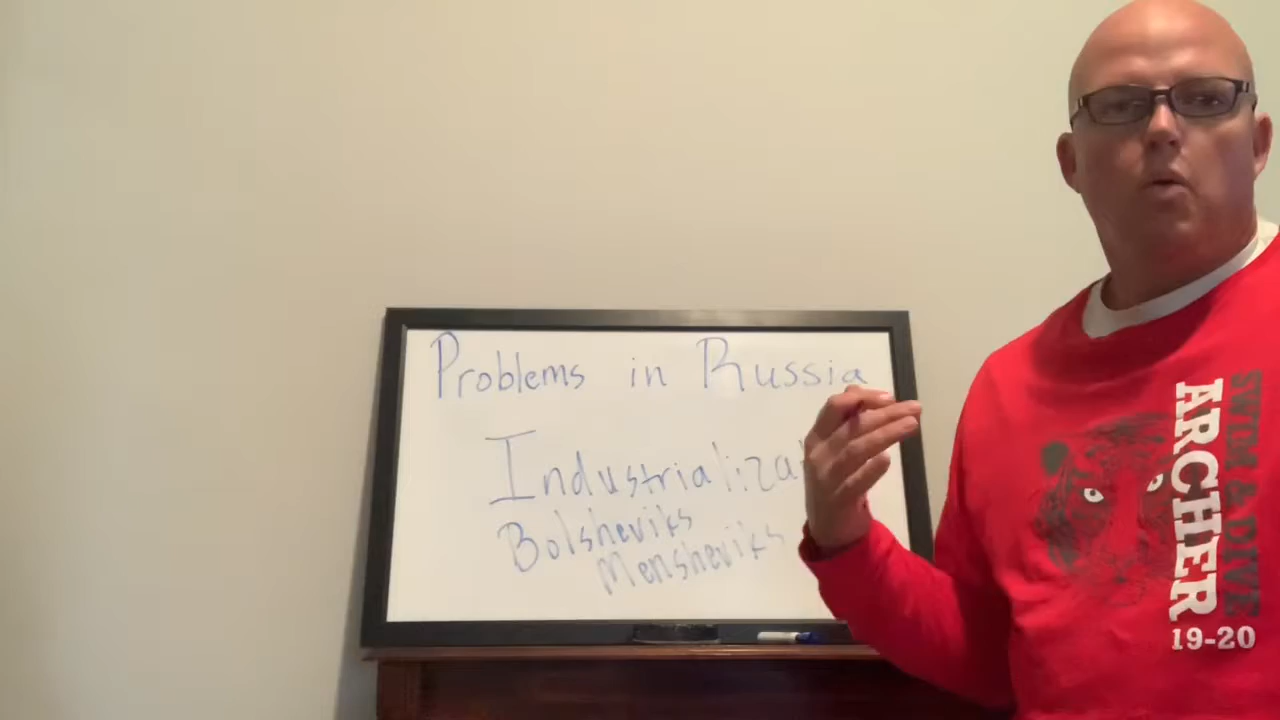 Problems in Russia
Industrializa
Bolsheviks
Mensheviks
SWIM & DIVE
ARCHER
19-20